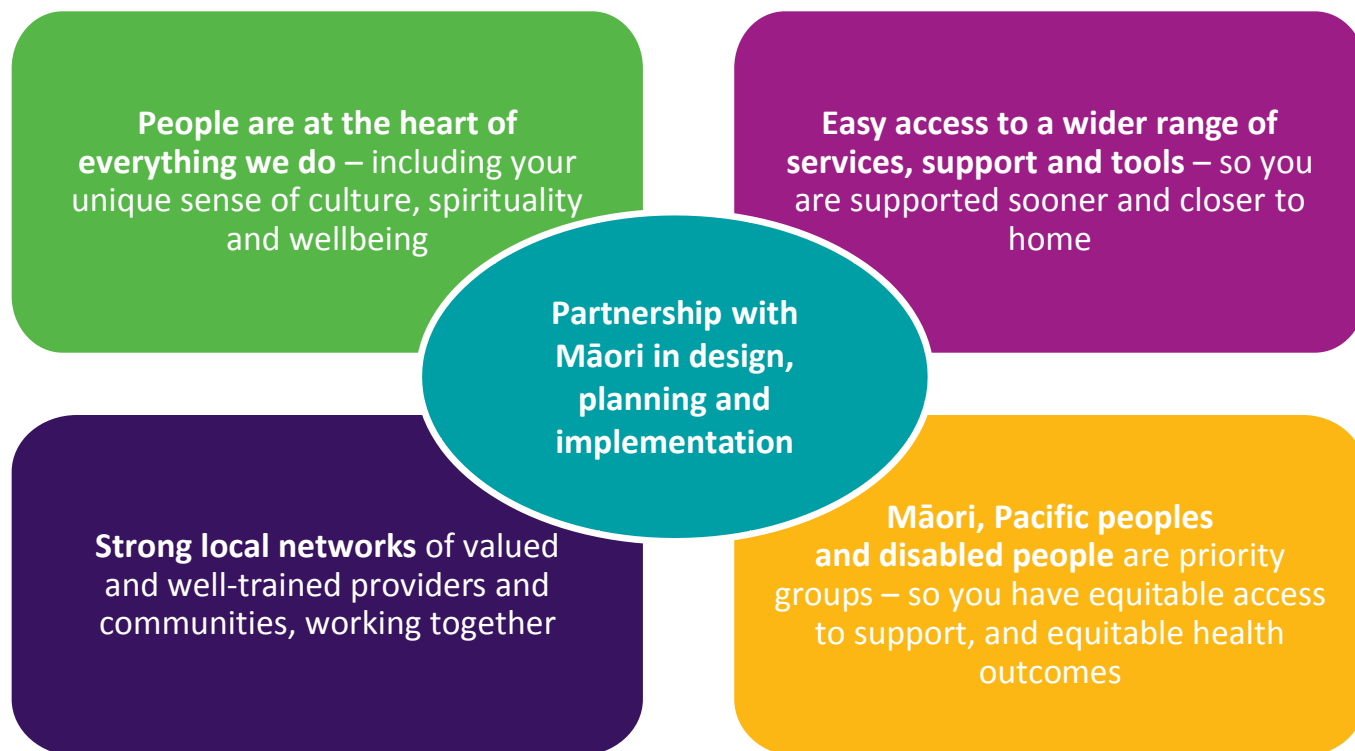 People are at the heart of
everything we do – including your
unique sense of culture, spirituality
and wellbeing
Easy access to a wider range of
services, support and tools – so you
are supported sooner and closer to
home
Partnership with
Māori in design,
planning and
implementation
Strong local networks of valued
and well-trained providers and
communities, working together
Māori, Pacific peoples
and disabled people are priority
groups – so you have equitable access
to support, and equitable health
outcomes